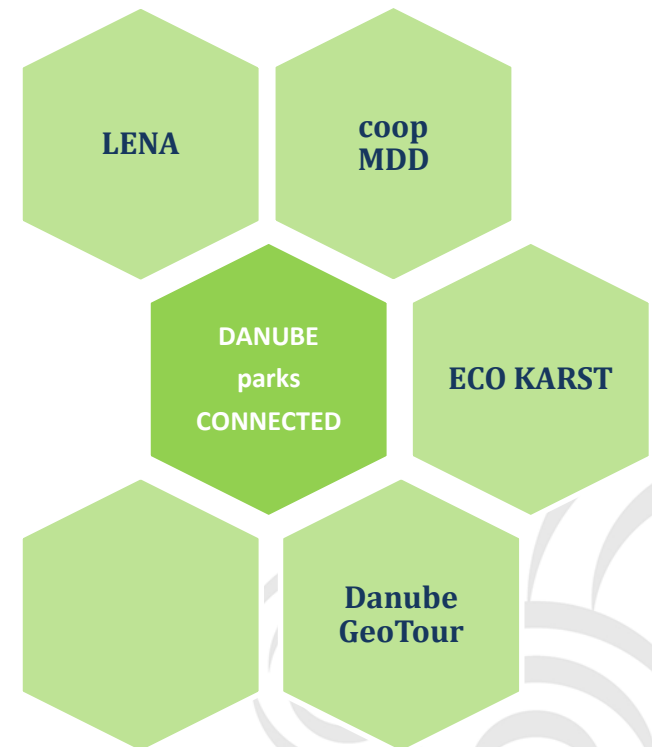 LENA
coop
MDD
DANUBE
parks
CONNECTED
ECO KARST
Danube
GeoTour